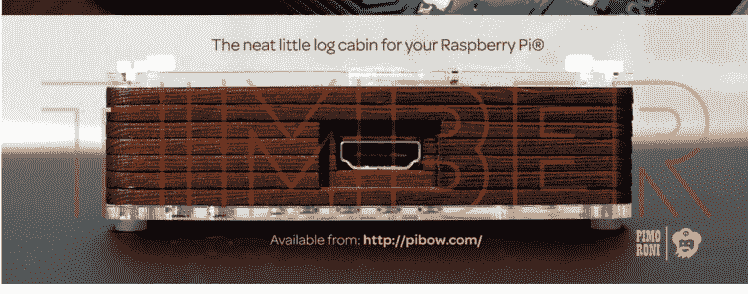 The neat little log cabin for your Raspberry Pi®
TIMBER
Available from: http://pibow.com/
PIMO
RONI